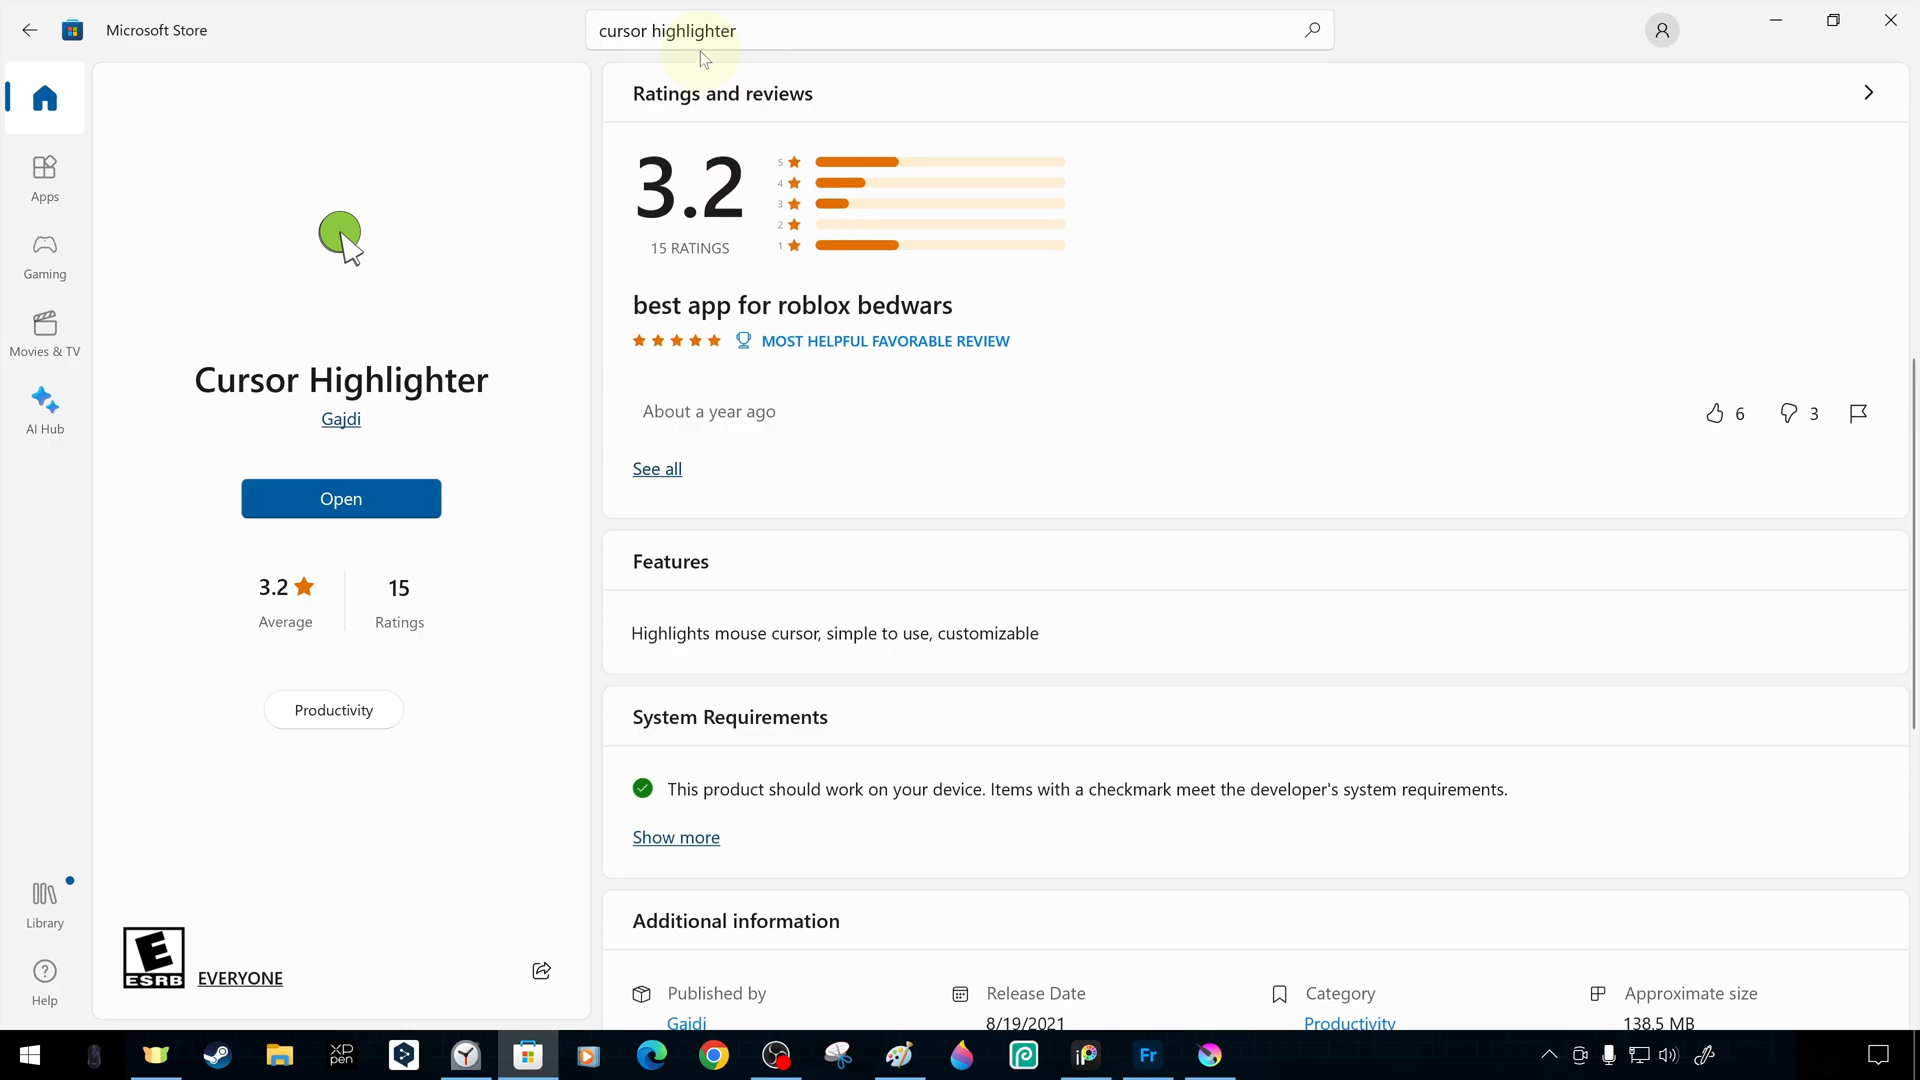 Microsoft Store
cursor highlighter
Apps
Gaming
Movies & TV
AI Hub
Library
Help
Cursor Highlighter
Gajdi
Open
3.2
Average
15
Ratings
Productivity
E
ESRB
EVERYONE
Ratings and reviews
3.2
15 RATINGS
5
4
3
2
1
best app for roblox bedwars
MOST HELPFUL FAVORABLE REVIEW
About a year ago
6
3
See all
Features
Highlights mouse cursor, simple to use, customizable
System Requirements
This product should work on your device. Items with a checkmark meet the developer's system requirements.
Show more
Additional information
Published by
Gajdi
Release Date
8/19/2021
Category
Productivity
Approximate size
138.5 MB
XP
pen
iP
Fr